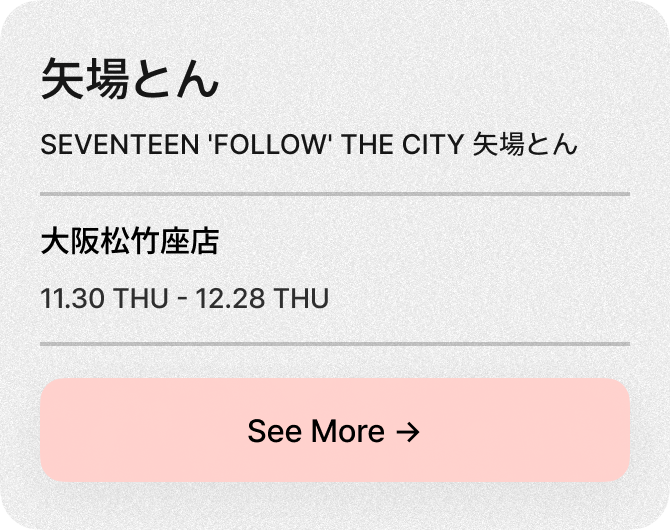 矢場とん
SEVENTEEN 'FOLLOW' THE CITY 矢場とん
大阪松竹座店
11.30 THU - 12.28 THU
See More →